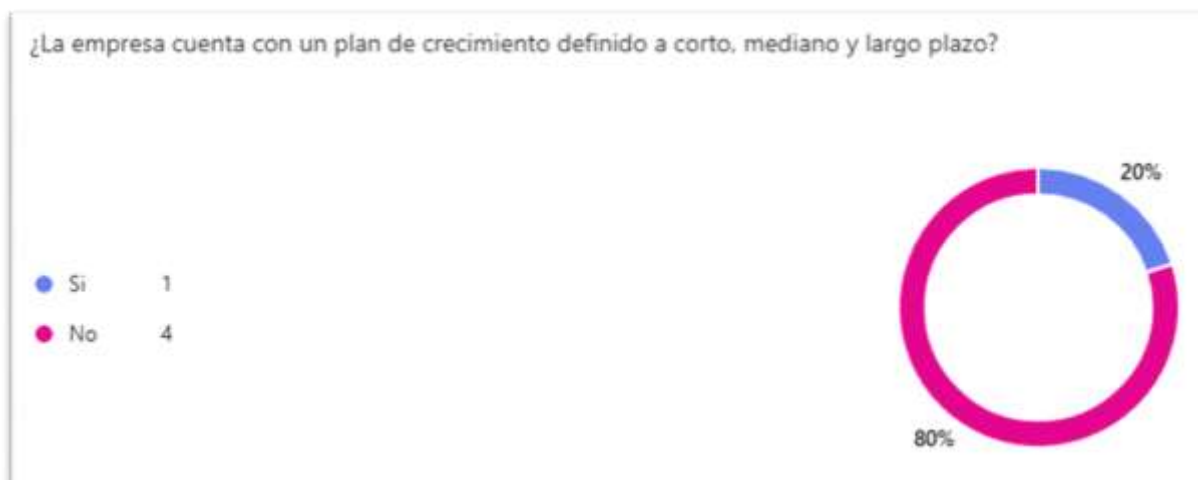 ¿La empresa cuenta con un plan de crecimiento definido a corto, mediano y largo plazo?
20%
Si 1
No 4
80%